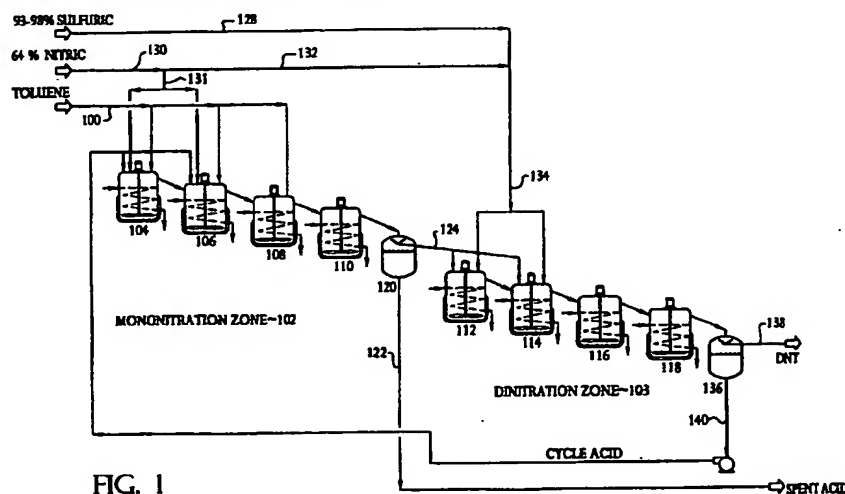 93-98% SULFURIC
128
64 % NITRIC
130
132
131
TOLUENE
100
134
104
106
108
110
124
120
112
114
116
118
138
DNT
136
MONONITRATION ZONE~102
122
DINITRATION ZONE~103
140
CYCLE ACID
FIG. 1
SPENT ACID